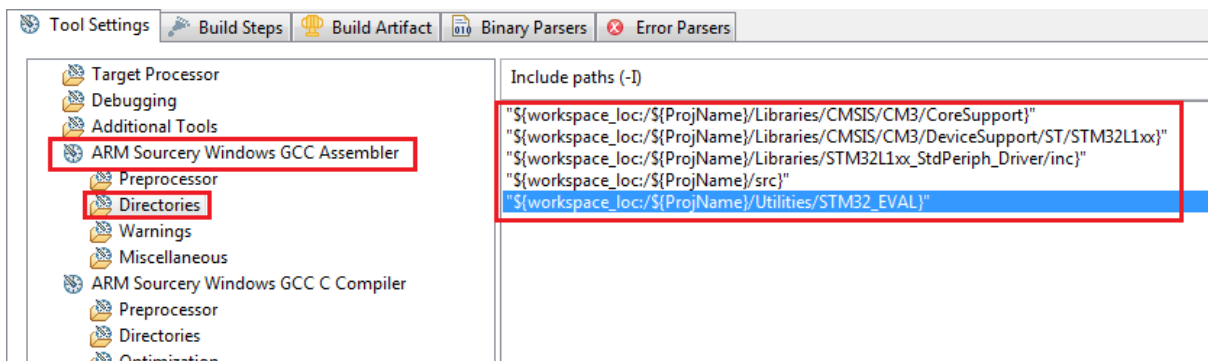 Tool Settings Build Steps Build Artifact Binary Parsers Error Parsers
Target Processor
Debugging
Additional Tools
ARM Sourcery Windows GCC Assembler
Preprocessor
Directories
Warnings
Miscellaneous
ARM Sourcery Windows GCC C Compiler
Preprocessor
Directories
Optimization
Include paths (-I)
"${workspace_loc:/${ProjName}/Libraries/CMSIS/CM3/CoreSupport}"
"${workspace_loc:/${ProjName}/Libraries/CMSIS/CM3/DeviceSupport/ST/STM32L1xx}"
"${workspace_loc:/${ProjName}/Libraries/STM32L1xx_StdPeriph_Driver/inc}"
"${workspace_loc:/${ProjName}/src}"
"${workspace_loc:/${ProjName}/Utilities/STM32_EVAL}"